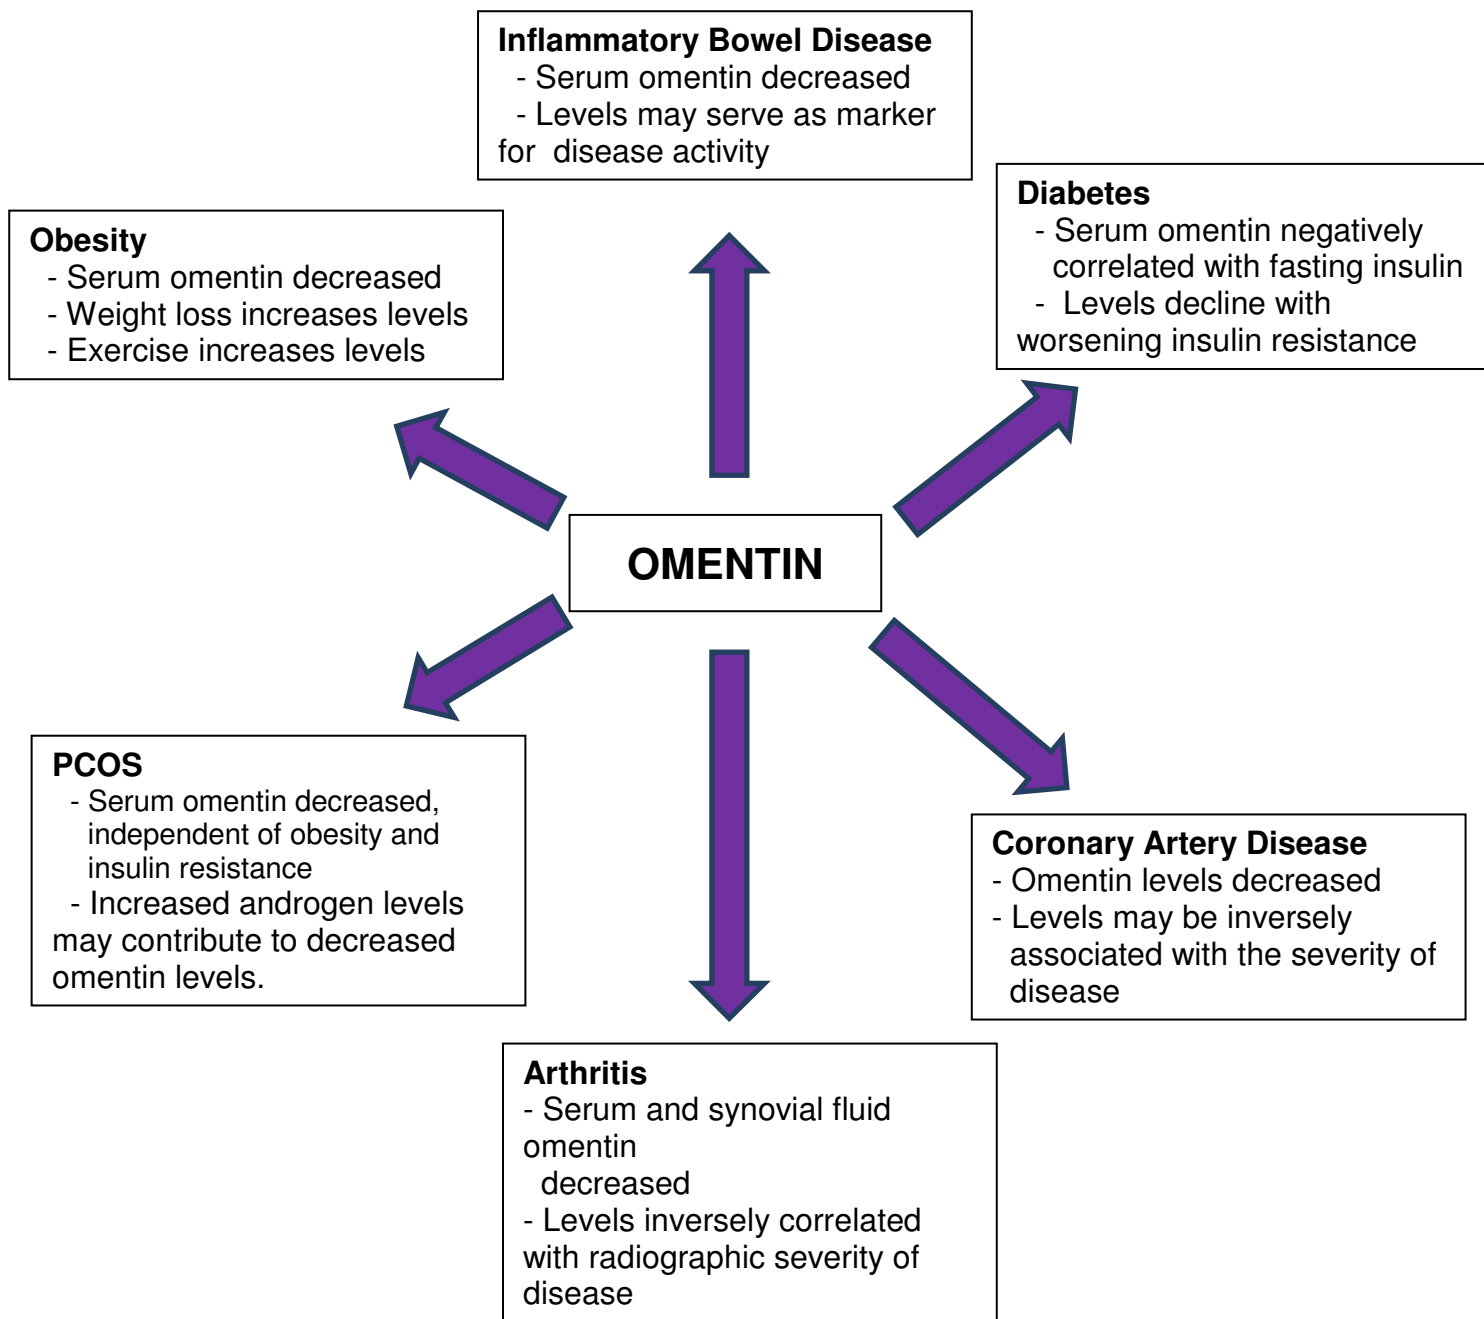 Inflammatory Bowel Disease
- Serum omentin decreased
- Levels may serve as marker
for disease activity
Diabetes
- Serum omentin negatively
correlated with fasting insulin
- Levels decline with
worsening insulin resistance
Obesity
- Serum omentin decreased
- Weight loss increases levels
- Exercise increases levels
OMENTIN
PCOS
- Serum omentin decreased,
independent of obesity and
insulin resistance
- Increased androgen levels
may contribute to decreased
omentin levels.
Coronary Artery Disease
- Omentin levels decreased
- Levels may be inversely
associated with the severity of
disease
Arthritis
- Serum and synovial fluid
omentin
decreased
- Levels inversely correlated
with radiographic severity of
disease